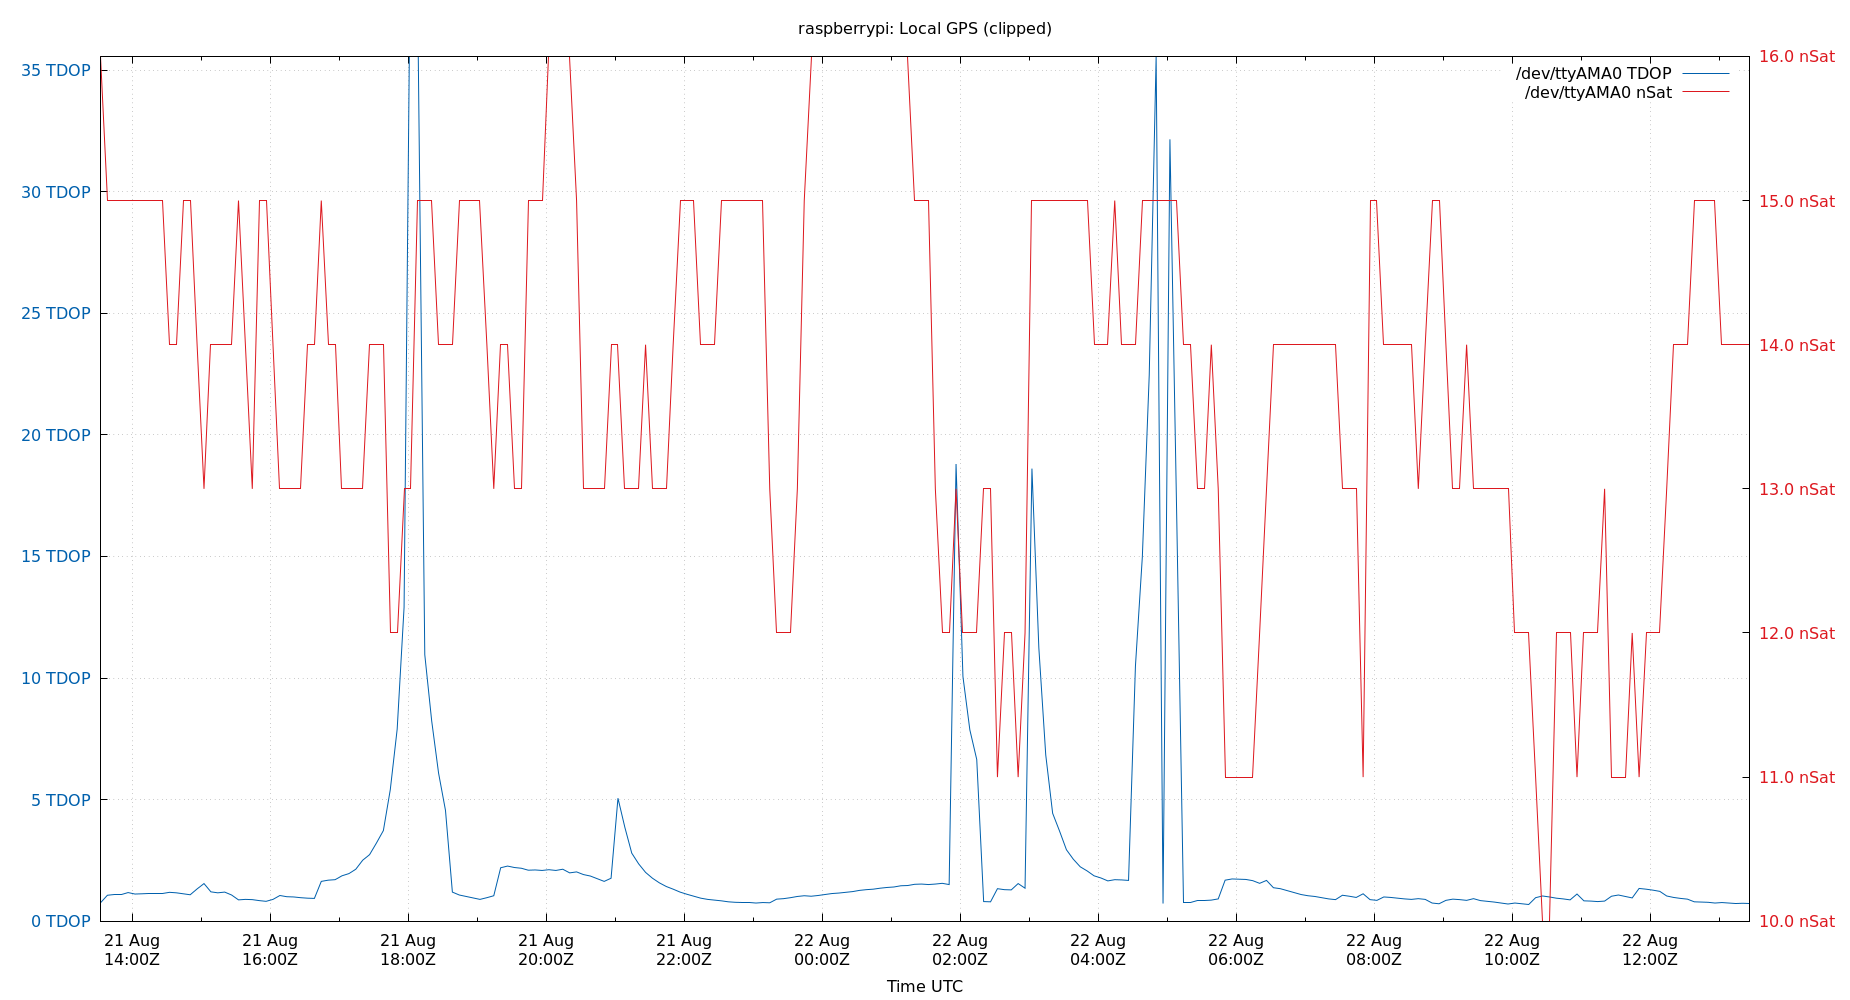 raspberrypi: Local GPS (clipped)
35 TDOP
30 TDOP
25 TDOP
20 TDOP
15 TDOP
10 TDOP
5 TDOP
0 TDOP
16.0 nSat
15.0 nSat
14.0 nSat
13.0 nSat
12.0 nSat
11.0 nSat
10.0 nSat
/dev/ttyAMA0 TDOP
/dev/ttyAMA0 nSat
21 Aug
14:00Z
21 Aug
16:00Z
21 Aug
18:00Z
21 Aug
20:00Z
21 Aug
22:00Z
22 Aug
00:00Z
22 Aug
02:00Z
22 Aug
04:00Z
22 Aug
06:00Z
22 Aug
08:00Z
22 Aug
10:00Z
22 Aug
12:00Z
Time UTC